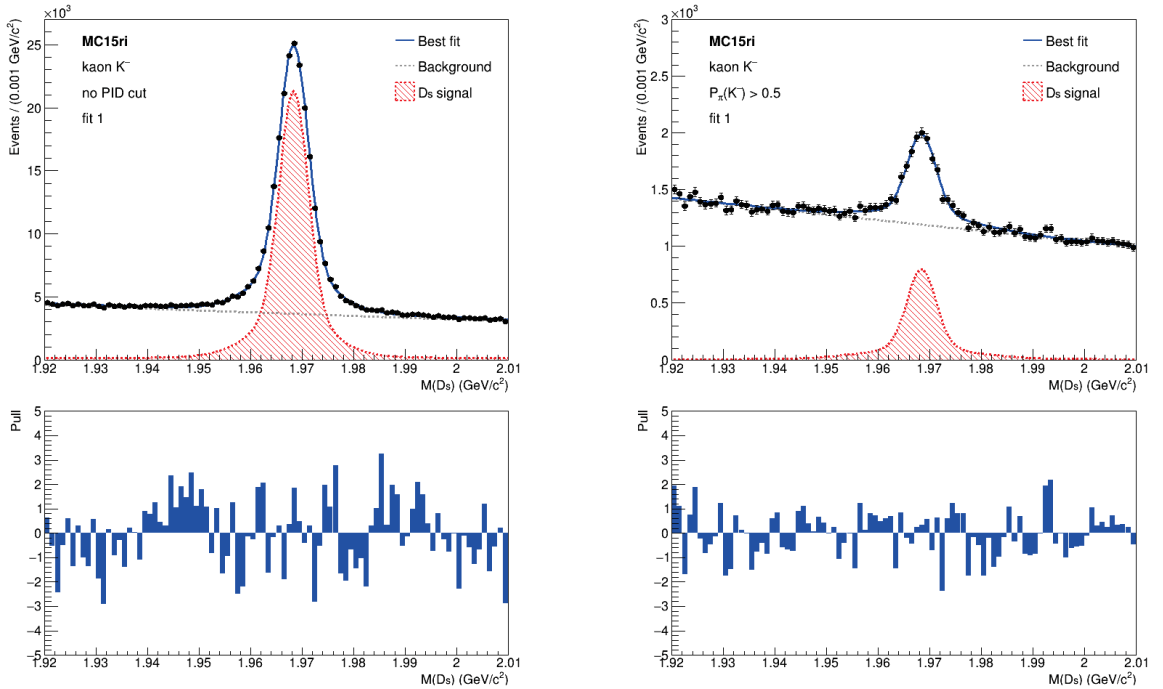 ×10³
Events / (0.001 GeV/c²)
MC15ri
kaon K⁻
no PID cut
fit 1
Best fit
Background
Dₛ signal
25
20
15
10
5
0
1.92 1.93 1.94 1.95 1.96 1.97 1.98 1.99 2 2.01
M(Dₛ) (GeV/c²)
Pull
5
4
3
2
1
0
−1
−2
−3
−4
−5
1.92 1.93 1.94 1.95 1.96 1.97 1.98 1.99 2 2.01
M(Dₛ) (GeV/c²)
×10³
Events / (0.001 GeV/c²)
MC15ri
kaon K⁻
P_π(K⁻) > 0.5
fit 1
Best fit
Background
Dₛ signal
3
2.5
2
1.5
1
0.5
0
1.92 1.93 1.94 1.95 1.96 1.97 1.98 1.99 2 2.01
M(Dₛ) (GeV/c²)
Pull
5
4
3
2
1
0
−1
−2
−3
−4
−5
1.92 1.93 1.94 1.95 1.96 1.97 1.98 1.99 2 2.01
M(Dₛ) (GeV/c²)